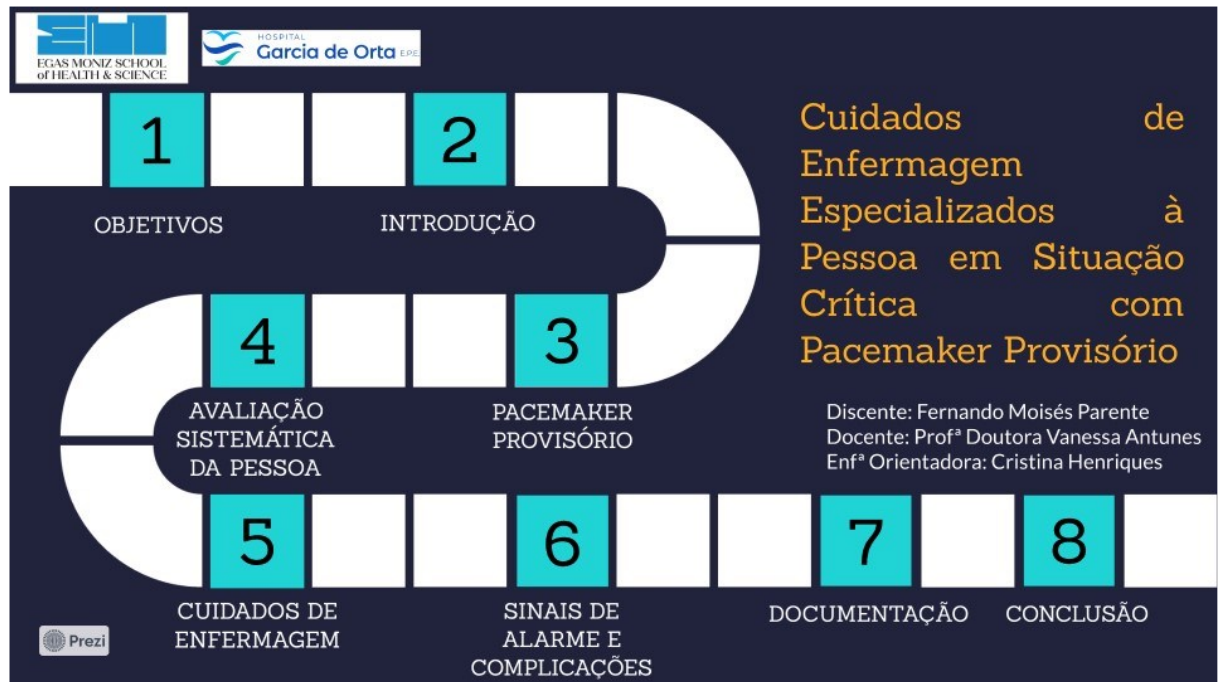 EGAS MONIZ SCHOOL
of HEALTH & SCIENCE
HOSPITAL
Garcia de Orta E.P.E.
1
OBJETIVOS
2
INTRODUÇÃO
3
PACEMAKER
PROVISÓRIO
4
AVALIAÇÃO
SISTEMÁTICA
DA PESSOA
5
CUIDADOS DE
ENFERMAGEM
6
SINAIS DE
ALARME E
COMPLICAÇÕES
7
DOCUMENTAÇÃO
8
CONCLUSÃO
Cuidados de
Enfermagem
Especializados à
Pessoa em Situação
Crítica com
Pacemaker Provisório
Discente: Fernando Moisés Parente
Docente: Profª Doutora Vanessa Antunes
Enfª Orientadora: Cristina Henriques
Prezi